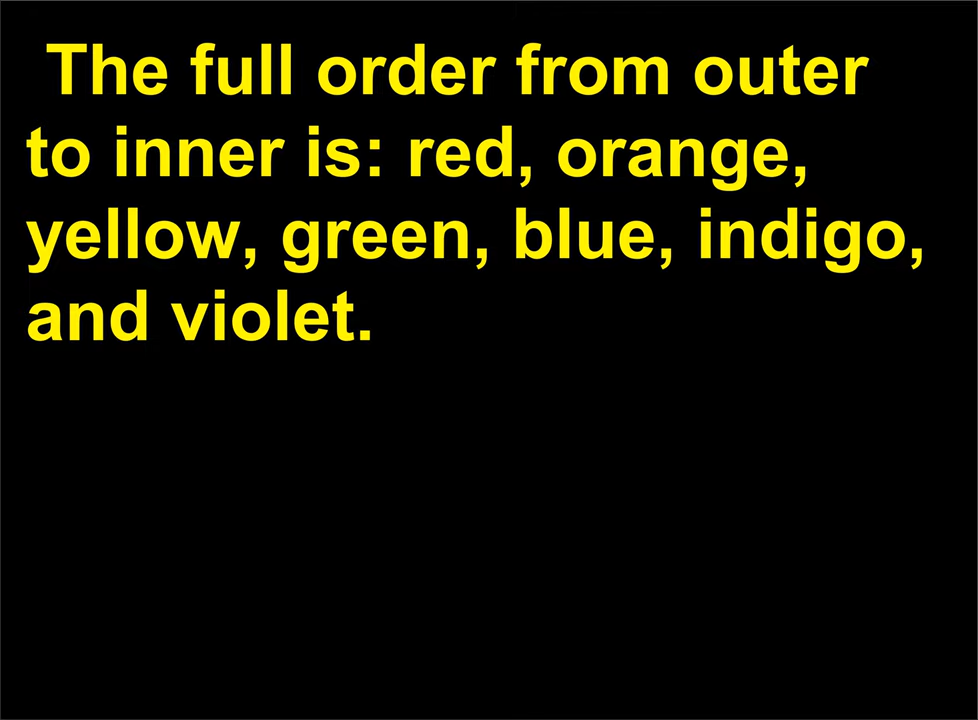 The full order from outer
to inner is: red, orange,
yellow, green, blue, indigo,
and violet.